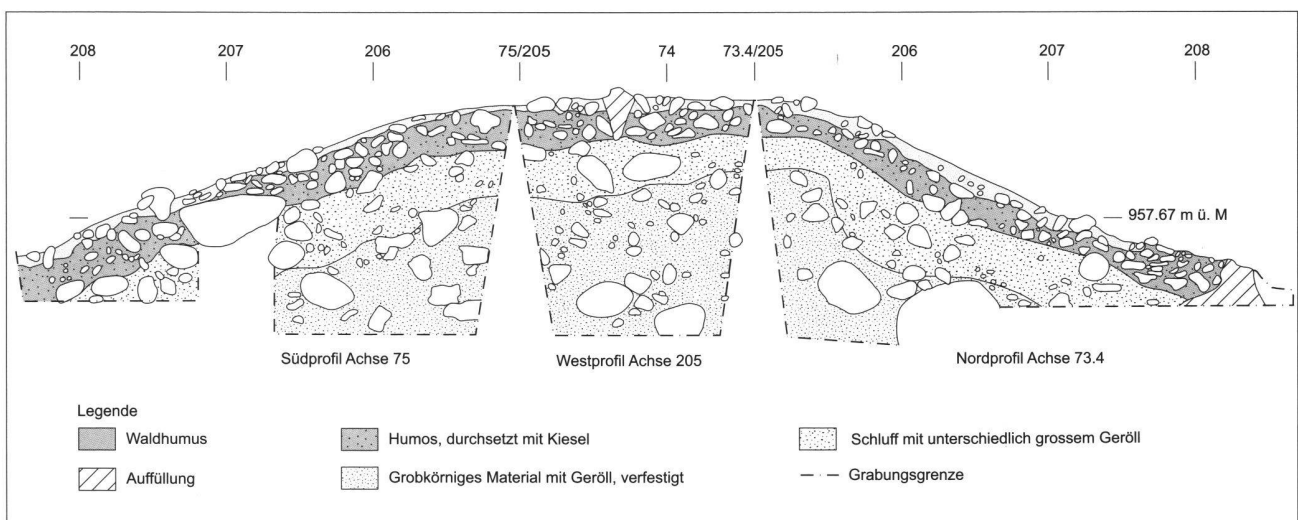 208 207 206 75/205 74 73.4/205 206 207 208
957.67 m ü. M
Südprofil Achse 75 Westprofil Achse 205 Nordprofil Achse 73.4
Legende
Waldhumus Humos, durchsetzt mit Kiesel Schluff mit unterschiedlich grossem Geröll
Auffüllung Grobkörniges Material mit Geröll, verfestigt Grabungsgrenze